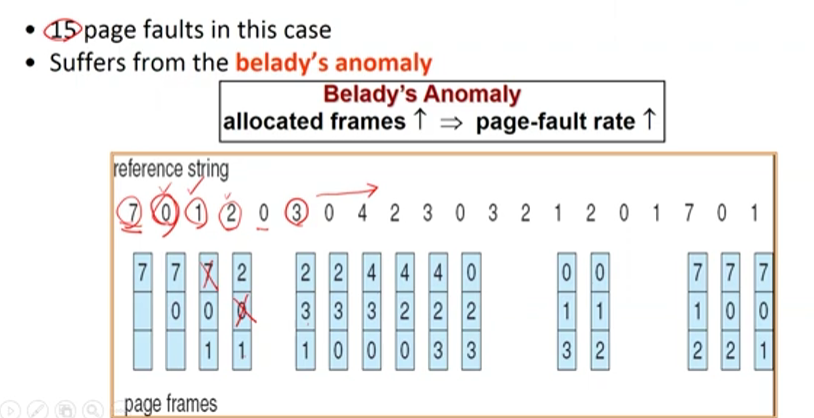 • 15 page faults in this case
• Suffers from the belady's anomaly
Belady's Anomaly
allocated frames ↑ ⇒ page-fault rate ↑
reference string
7 0 1 2 0 3 0 4 2 3 0 3 2 1 2 0 1 7 0 1
7 7 7 2 2 2 4 4 4 0 0 0 7 7 7
0 0 0 3 3 3 2 2 2 1 1 1 0 0
1 1 1 0 0 0 3 3 3 2 2 2 1
page frames